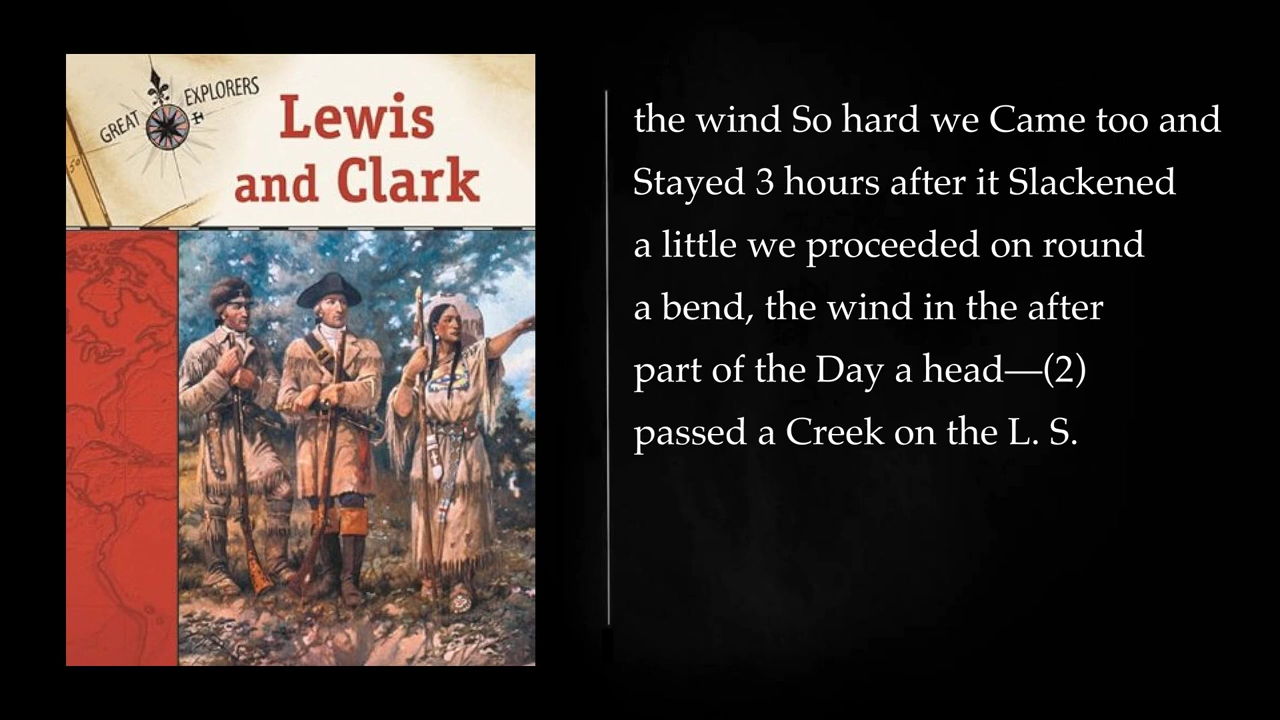 GREAT EXPLORERS
Lewis
and Clark
50
the wind So hard we Came too and
Stayed 3 hours after it Slackened
a little we proceeded on round
a bend, the wind in the after
part of the Day a head—(2)
passed a Creek on the L. S.